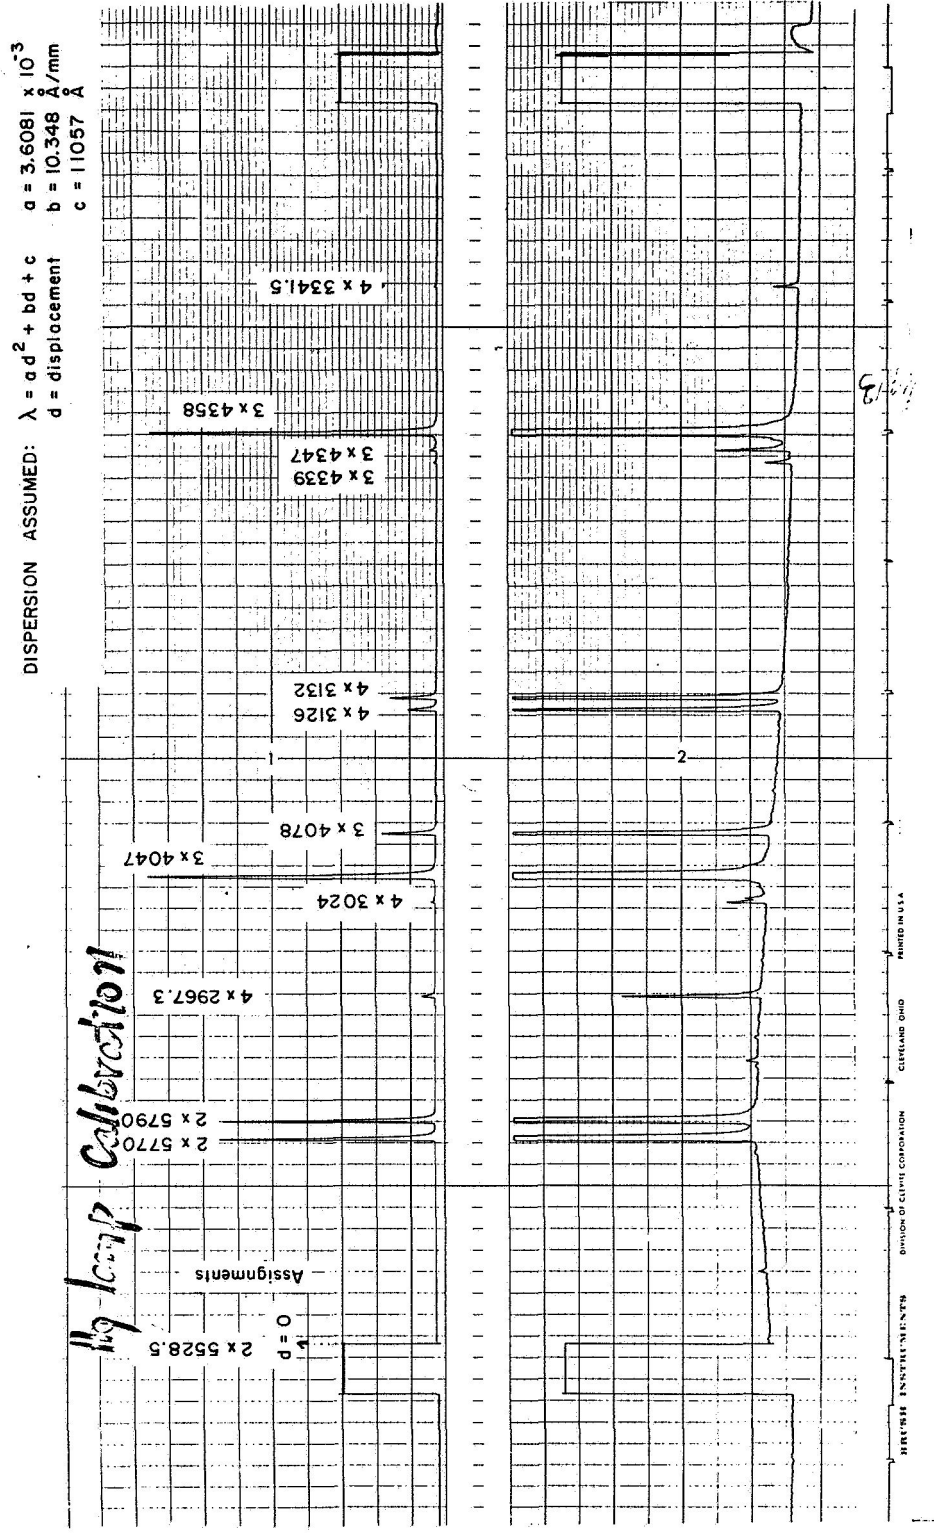 DISPERSION ASSUMED: λ = ad² + bd + c
d = displacement
a = 3.6081 x 10⁻³
b = 10.348 Å/mm
c = 11057 Å
Hg lamp Calibration
Assignments
2 x 5528.5
d = 0
2 x 5770
2 x 5790
4 x 2967.3
4 x 3024
3 x 4047
3 x 4078
4 x 3126
4 x 3132
3 x 4339
3 x 4347
3 x 4358
4 x 3341.5
1
2
BRUSH INSTRUMENTS
DIVISION OF CLEVITE CORPORATION
CLEVELAND OHIO
PRINTED IN U S A